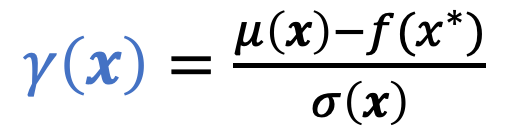 γ(x) = (μ(x)−f(x*)) / σ(x)